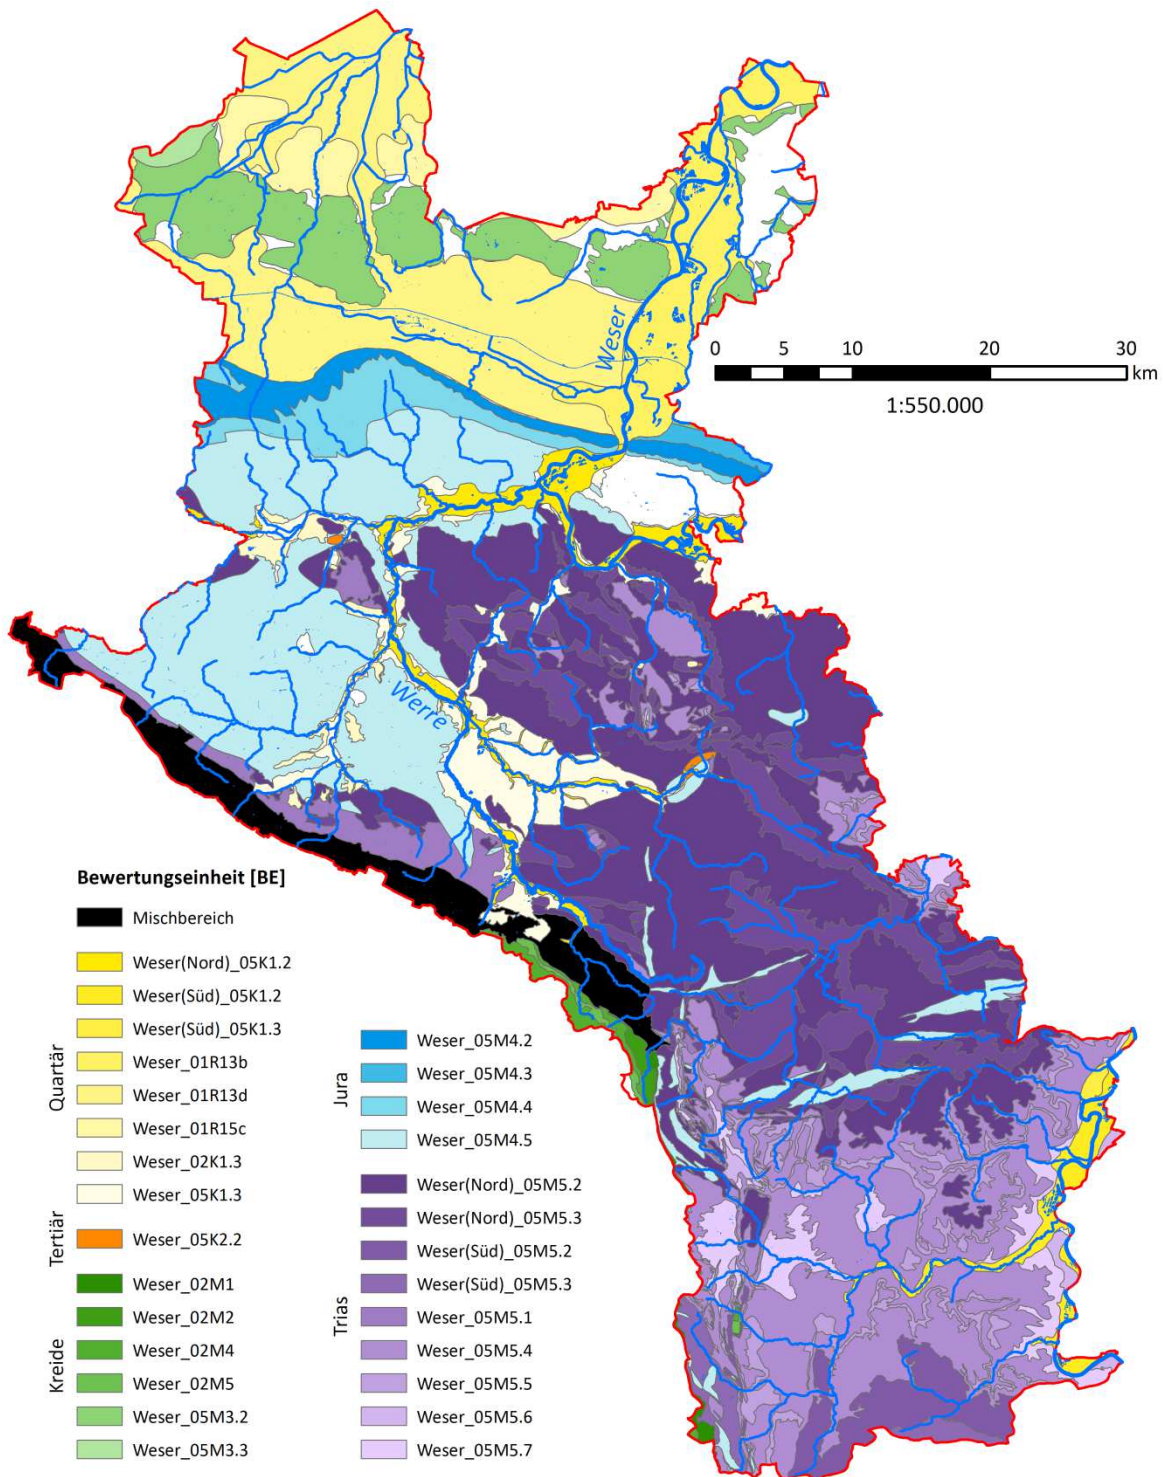 Weser
0 5 10 20 30
km
1:550.000
Werre
Bewertungseinheit [BE]
Mischbereich
Quartär
Weser(Nord)_05K1.2
Weser(Süd)_05K1.2
Weser(Süd)_05K1.3
Weser_01R13b
Weser_01R13d
Weser_01R15c
Weser_02K1.3
Weser_05K1.3
Tertiär
Weser_05K2.2
Kreide
Weser_02M1
Weser_02M2
Weser_02M4
Weser_02M5
Weser_05M3.2
Weser_05M3.3
Jura
Weser_05M4.2
Weser_05M4.3
Weser_05M4.4
Weser_05M4.5
Trias
Weser(Nord)_05M5.2
Weser(Nord)_05M5.3
Weser(Süd)_05M5.2
Weser(Süd)_05M5.3
Weser_05M5.1
Weser_05M5.4
Weser_05M5.5
Weser_05M5.6
Weser_05M5.7